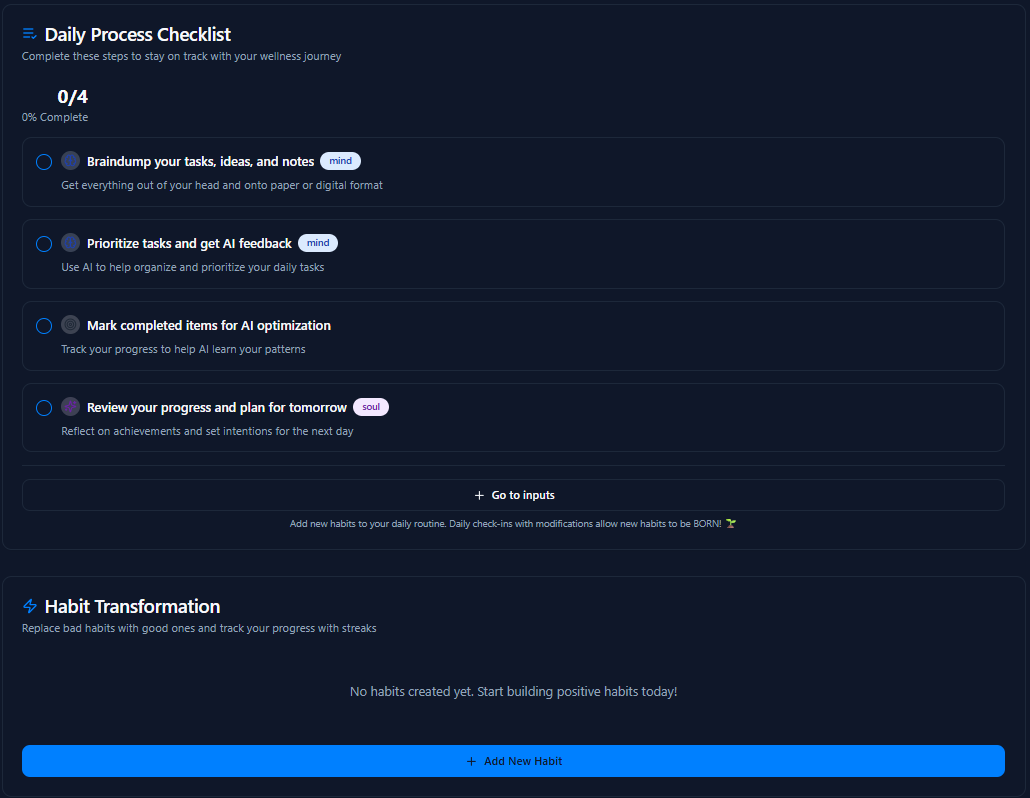 Daily Process Checklist
Complete these steps to stay on track with your wellness journey
0/4
0% Complete
Braindump your tasks, ideas, and notes mind
Get everything out of your head and onto paper or digital format
Prioritize tasks and get AI feedback mind
Use AI to help organize and prioritize your daily tasks
Mark completed items for AI optimization
Track your progress to help AI learn your patterns
Review your progress and plan for tomorrow soul
Reflect on achievements and set intentions for the next day
+ Go to inputs
Add new habits to your daily routine. Daily check-ins with modifications allow new habits to be BORN! 🌱
Habit Transformation
Replace bad habits with good ones and track your progress with streaks
No habits created yet. Start building positive habits today!
+ Add New Habit